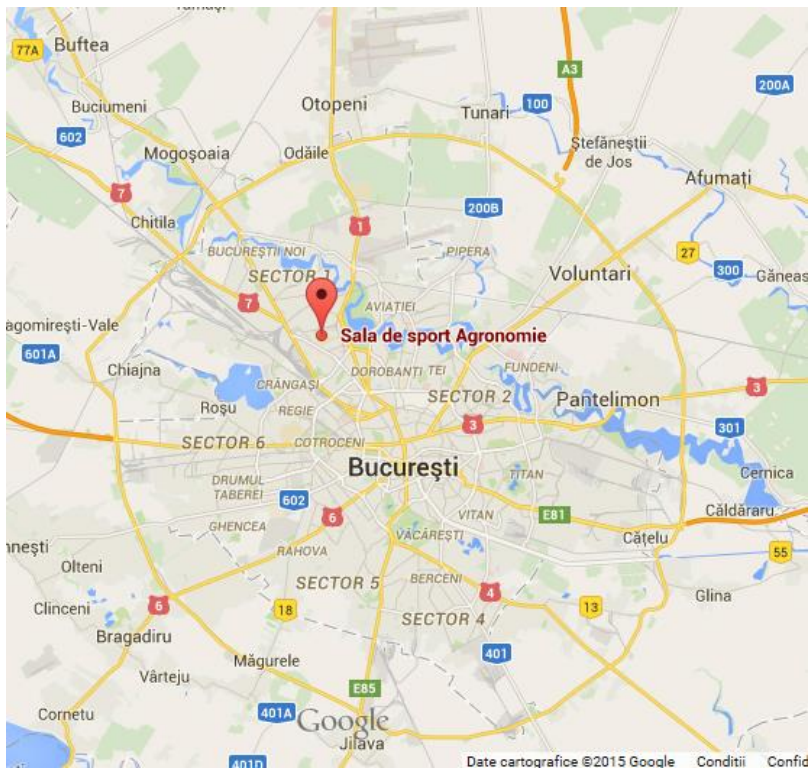 Buftea
77A
A3
200A
Buciumeni
Otopeni
Tunari
100
602
Ștefăneștii
de Jos
Mogoșoaia
Odăile
Afumați
7
Chitila
200B
1
BUCUREȘTII NOI
PIPERA
27
SECTOR 1
Voluntari
300
Găneas
7
AVIAȚIEI
agomirești-Vale
Sala de sport Agronomie
601A
Chiajna
DOROBANȚI
TEI
FUNDENI
CRÂNGAȘI
3
Roșu
REGIE
SECTOR 2
Pantelimon
3
301
SECTOR 6
COTROCENI
București
Cernica
DRUMUL
TABEREI
TITAN
602
Căldăraru
6
VITAN
E81
GHENCEA
VĂCĂREȘTI
Cățelu
nnești
RAHOVA
55
Olteni
SECTOR 5
BERCENI
4
Glina
Clinceni
6
18
13
SECTOR 4
Bragadiru
401
Măgurele
Vârteju
E85
Cornetu
401A
Google
Jilava
401D
Date cartografice ©2015 Google
Condiții
Confid